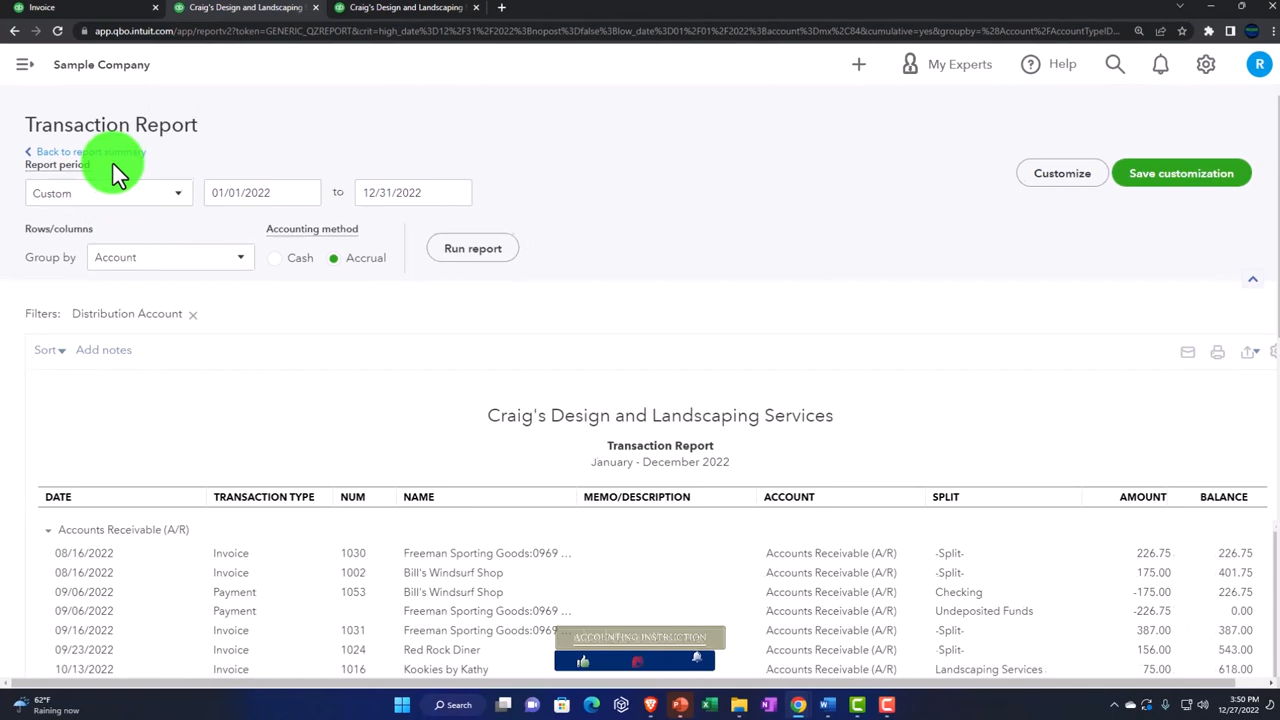 Invoice
Craig's Design and Landscaping
Craig's Design and Landscaping
app.qbo.intuit.com/app/reportv2?token=GENERIC_QZREPORT&crit=high_date%3D12%2F31%2F2022%3Bnopost%3Dfalse%3Blow_date%3D01%2F01%2F2022%3Baccount%3Dmx%2C84&cumulative=yes&groupby=%28Account%2FAccountTypeID...
Sample Company
My Experts
Help
R
Transaction Report
Back to report summary
Report period
Custom
01/01/2022 to 12/31/2022
Customize
Save customization
Rows/columns
Accounting method
Group by Account
Cash
Accrual
Run report
Filters: Distribution Account
Sort Add notes
Craig's Design and Landscaping Services
Transaction Report
January - December 2022
DATE TRANSACTION TYPE NUM NAME MEMO/DESCRIPTION ACCOUNT SPLIT AMOUNT BALANCE
Accounts Receivable (A/R)
08/16/2022 Invoice 1030 Freeman Sporting Goods:0969 ... Accounts Receivable (A/R) -Split- 226.75 226.75
08/16/2022 Invoice 1002 Bill's Windsurf Shop Accounts Receivable (A/R) -Split- 175.00 401.75
09/06/2022 Payment 1053 Bill's Windsurf Shop Accounts Receivable (A/R) Checking -175.00 226.75
09/06/2022 Payment Freeman Sporting Goods:0969 ... Accounts Receivable (A/R) Undeposited Funds -226.75 0.00
09/16/2022 Invoice 1031 Freeman Sporting Goods:0969 ... Accounts Receivable (A/R) -Split- 387.00 387.00
09/23/2022 Invoice 1024 Red Rock Diner Accounts Receivable (A/R) -Split- 156.00 543.00
10/13/2022 Invoice 1016 Kookies by Kathy Accounts Receivable (A/R) Landscaping Services 75.00 618.00
ACCOUNTING INSTRUCTION
62°F
Raining now
Search
3:50 PM
12/27/2022